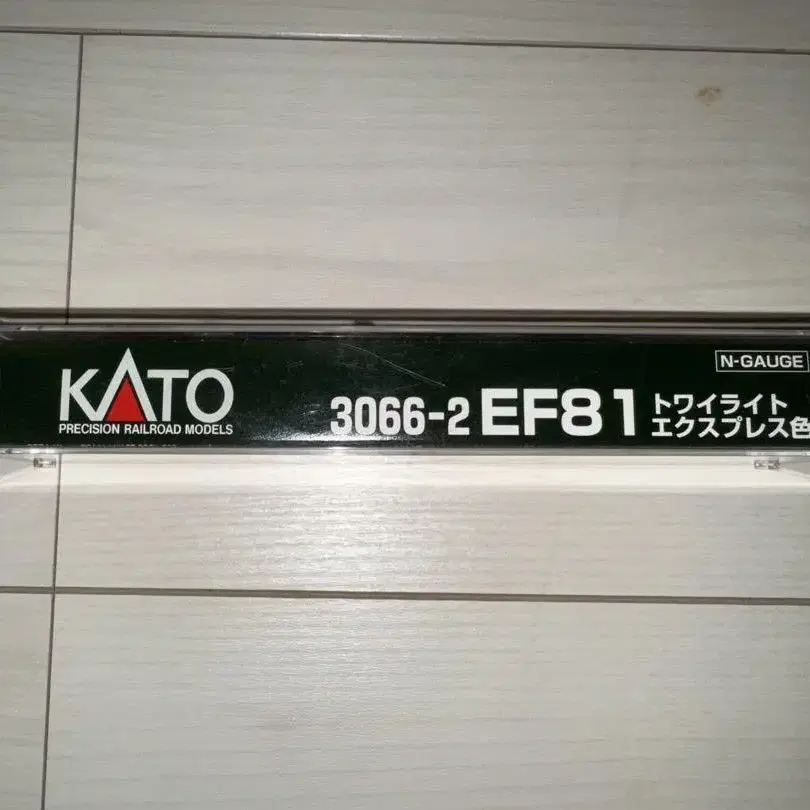 N-GAUGE
KATO
PRECISION RAILROAD MODELS
3066-2 EF81 トワイライト
エクスプレス色